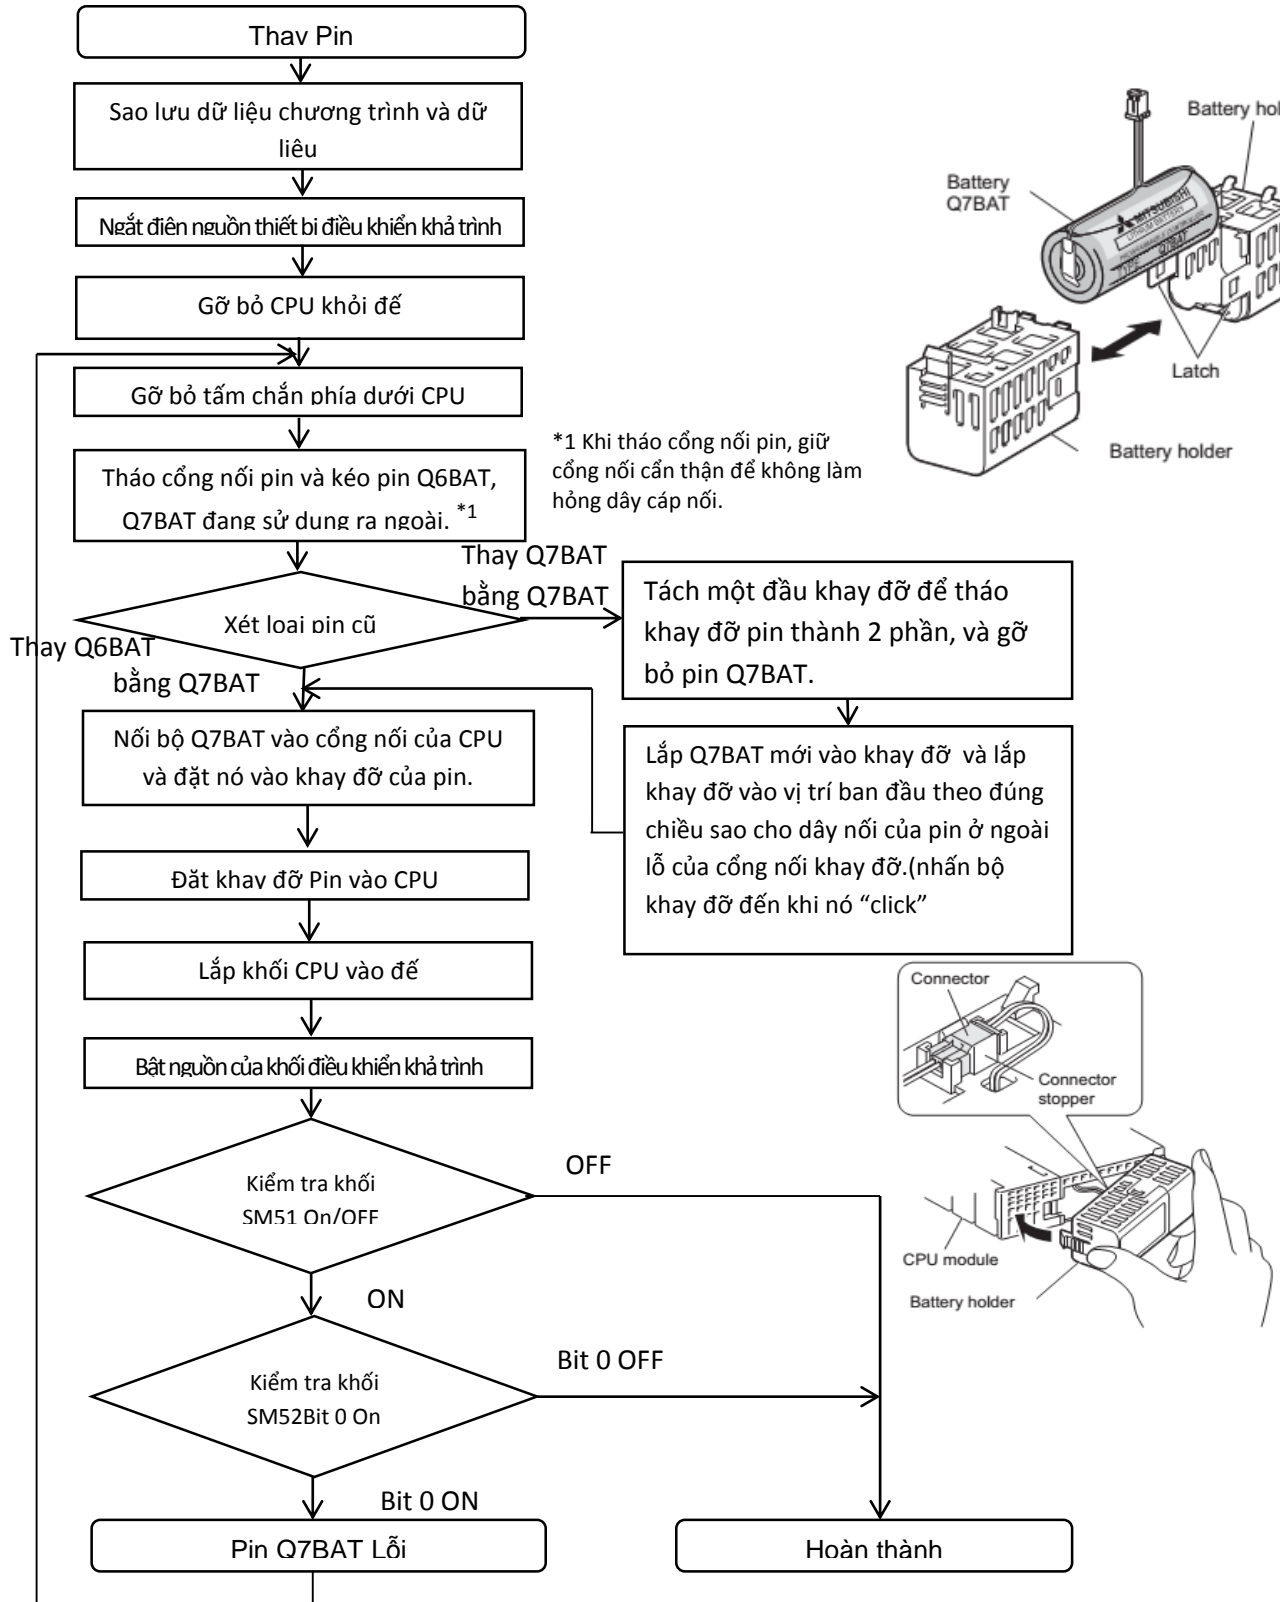 Thay Pin
Sao lưu dữ liệu chương trình và dữ
liệu
Ngắt điện nguồn thiết bị điều khiển khả trình
Gỡ bỏ CPU khỏi đế
Gỡ bỏ tấm chắn phía dưới CPU
Tháo cổng nối pin và kéo pin Q6BAT,
Q7BAT đang sử dụng ra ngoài. *1
*1 Khi tháo cổng nối pin, giữ
cổng nối cẩn thận để không làm
hỏng dây cáp nối.
Battery
Q7BAT
Battery hol
MITSUBISHI
LITHIUM BATTERY
TYPE Q7BAT
Latch
Battery holder
Xét loại pin cũ
Thay Q7BAT
bằng Q7BAT
Thay Q6BAT
bằng Q7BAT
Tách một đầu khay đỡ để tháo
khay đỡ pin thành 2 phần, và gỡ
bỏ pin Q7BAT.
Lắp Q7BAT mới vào khay đỡ và lắp
khay đỡ vào vị trí ban đầu theo đúng
chiều sao cho dây nối của pin ở ngoài
lỗ của cổng nối khay đỡ.(nhấn bộ
khay đỡ đến khi nó “click”
Nối bộ Q7BAT vào cổng nối của CPU
và đặt nó vào khay đỡ của pin.
Đặt khay đỡ Pin vào CPU
Lắp khối CPU vào đế
Bật nguồn của khối điều khiển khả trình
Connector
Connector
stopper
CPU module
Battery holder
Kiểm tra khối
SM51 On/OFF
OFF
ON
Kiểm tra khối
SM52Bit 0 On
Bit 0 OFF
Bit 0 ON
Pin Q7BAT Lỗi
Hoàn thành